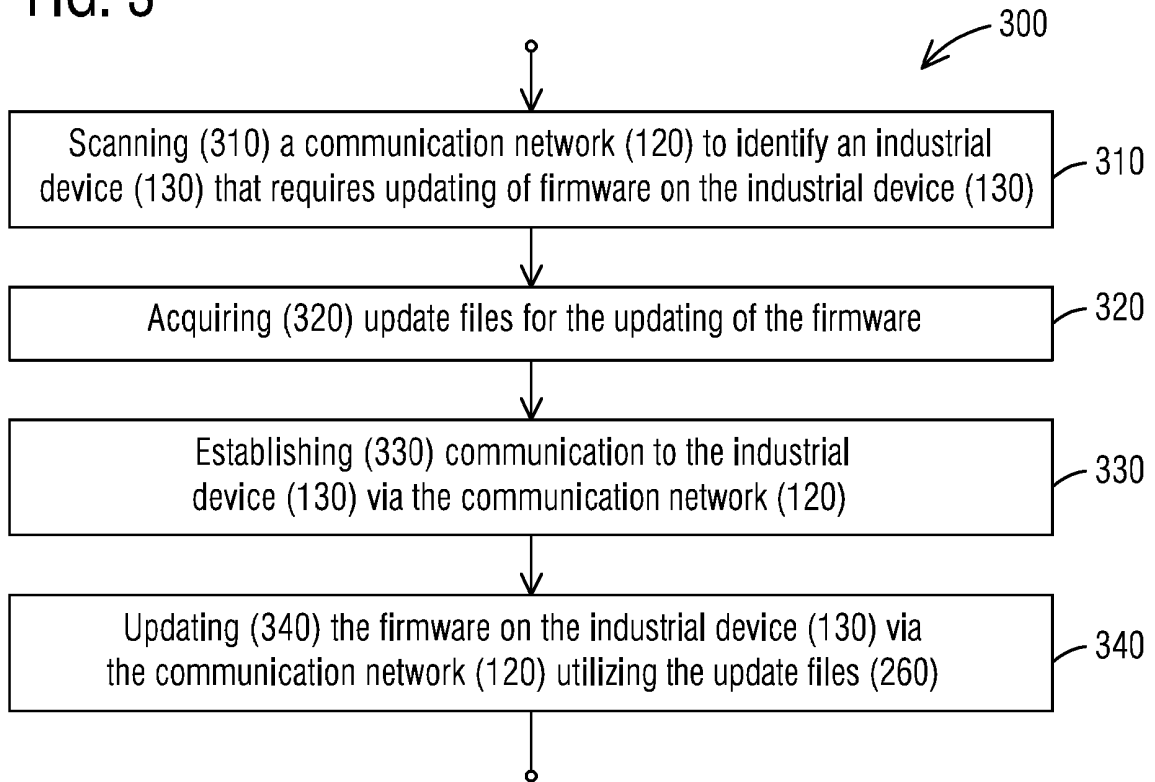 FIG. 3
300
Scanning (310) a communication network (120) to identify an industrial
device (130) that requires updating of firmware on the industrial device (130)
310
Acquiring (320) update files for the updating of the firmware
320
Establishing (330) communication to the industrial
device (130) via the communication network (120)
330
Updating (340) the firmware on the industrial device (130) via
the communication network (120) utilizing the update files (260)
340